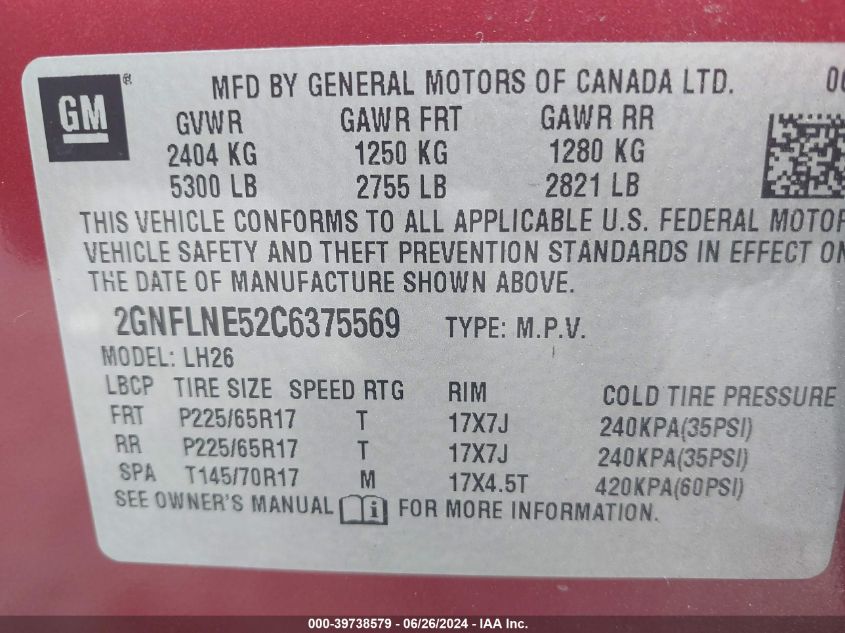 GM ® MFD BY GENERAL MOTORS OF CANADA LTD.
GVWR GAWR FRT GAWR RR
2404 KG 1250 KG 1280 KG
5300 LB 2755 LB 2821 LB
THIS VEHICLE CONFORMS TO ALL APPLICABLE U.S. FEDERAL MOTOR
VEHICLE SAFETY AND THEFT PREVENTION STANDARDS IN EFFECT ON
THE DATE OF MANUFACTURE SHOWN ABOVE.
2GNFLNE52C6375569 TYPE: M.P.V.
MODEL: LH26
LBCP TIRE SIZE SPEED RTG RIM COLD TIRE PRESSURE
FRT P225/65R17 T 17X7J 240KPA(35PSI)
RR P225/65R17 T 17X7J 240KPA(35PSI)
SPA T145/70R17 M 17X4.5T 420KPA(60PSI)
SEE OWNER'S MANUAL i FOR MORE INFORMATION.
000-39738579 - 06/26/2024 - IAA Inc.